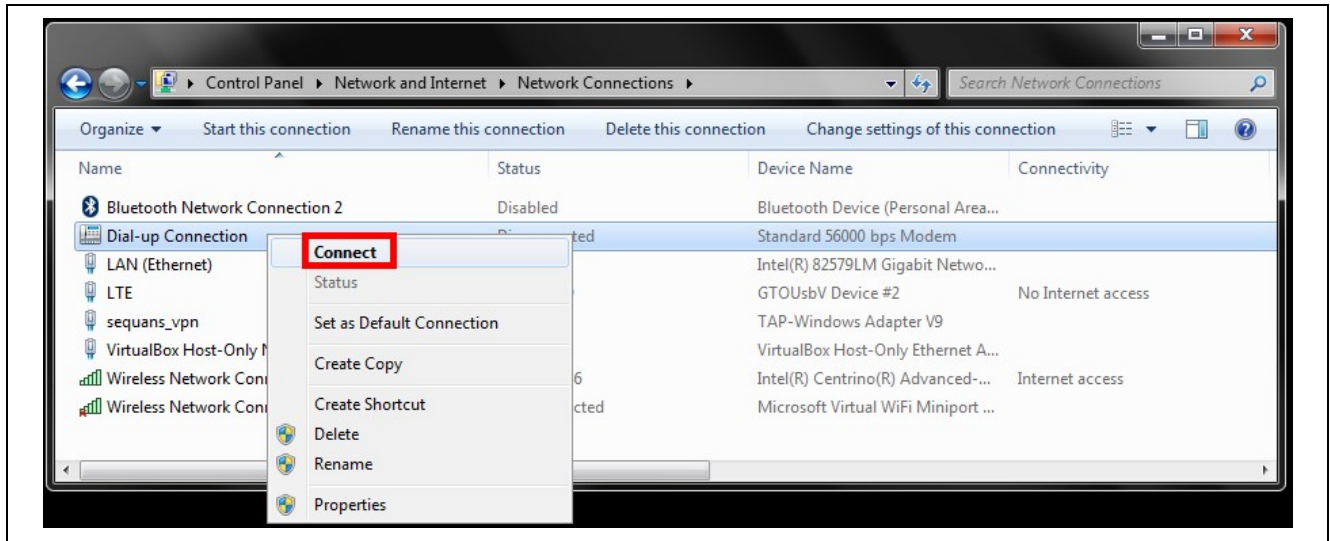 Control Panel ▸ Network and Internet ▸ Network Connections ▸ Search Network Connections
Organize ▾ Start this connection Rename this connection Delete this connection Change settings of this connection
Name Status Device Name Connectivity
Bluetooth Network Connection 2 Disabled Bluetooth Device (Personal Area...
Dial-up Connection Standard 56000 bps Modem
Connect
LAN (Ethernet) Intel(R) 82579LM Gigabit Netwo...
Status
LTE GTOUsbV Device #2 No Internet access
sequans_vpn TAP-Windows Adapter V9
Set as Default Connection
VirtualBox Host-Only VirtualBox Host-Only Ethernet A...
Create Copy
Wireless Network 6 Intel(R) Centrino(R) Advanced-... Internet access
Create Shortcut
Wireless Network Microsoft Virtual WiFi Miniport ...
Delete
Rename
Properties